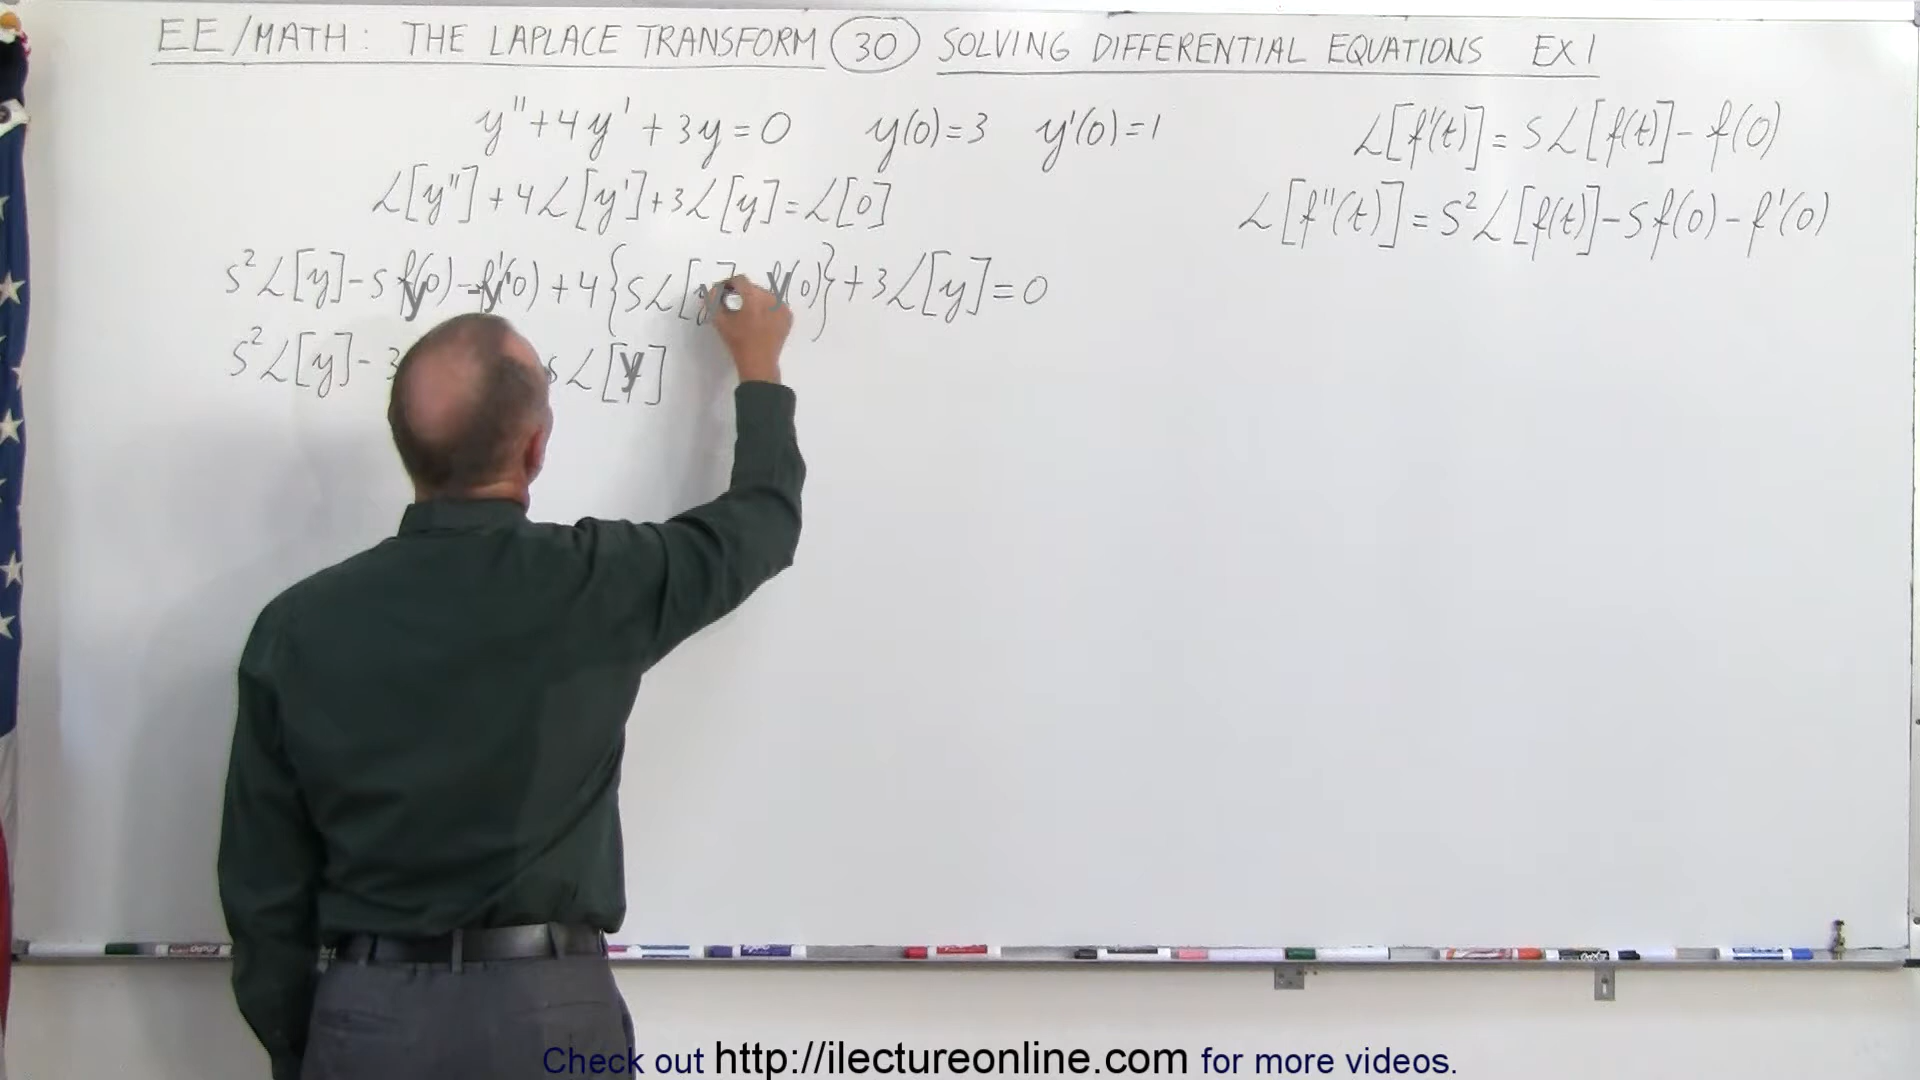 EE/MATH: THE LAPLACE TRANSFORM 30 SOLVING DIFFERENTIAL EQUATIONS EX 1
y''+4y'+3y=0 y(0)=3 y'(0)=1
ℒ[y'']+4ℒ[y']+3ℒ[y]=ℒ[0]
s²ℒ[y]-sy(0)-y'(0)+4{sℒ[y]-y(0)}+3ℒ[y]=0
s²ℒ[y]-3 sℒ[y]
ℒ[f'(t)]=sℒ[f(t)]-f(0)
ℒ[f''(t)]=s²ℒ[f(t)]-sf(0)-f'(0)
Check out http://ilectureonline.com for more videos.